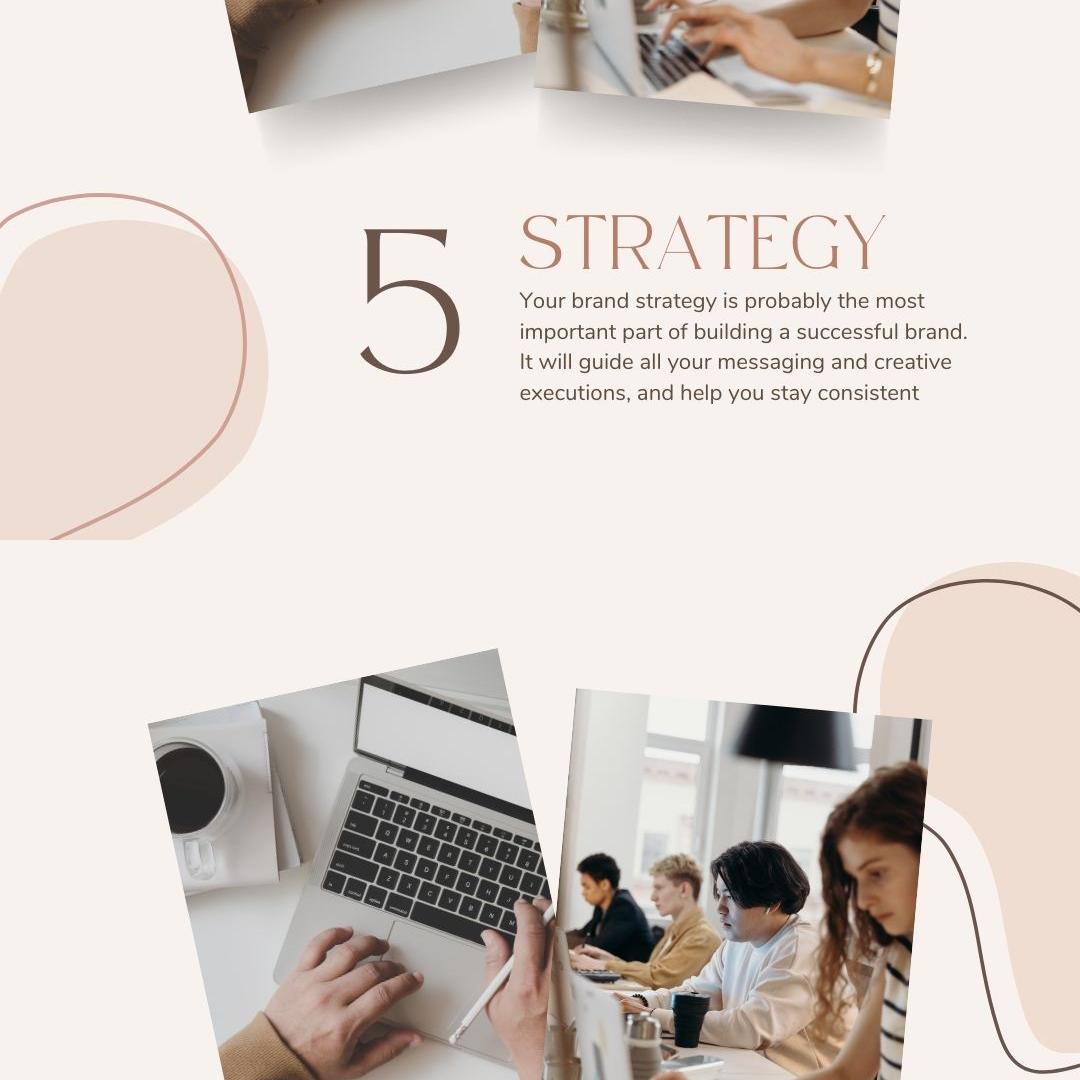 5
STRATEGY
Your brand strategy is probably the most
important part of building a successful brand.
It will guide all your messaging and creative
executions, and help you stay consistent